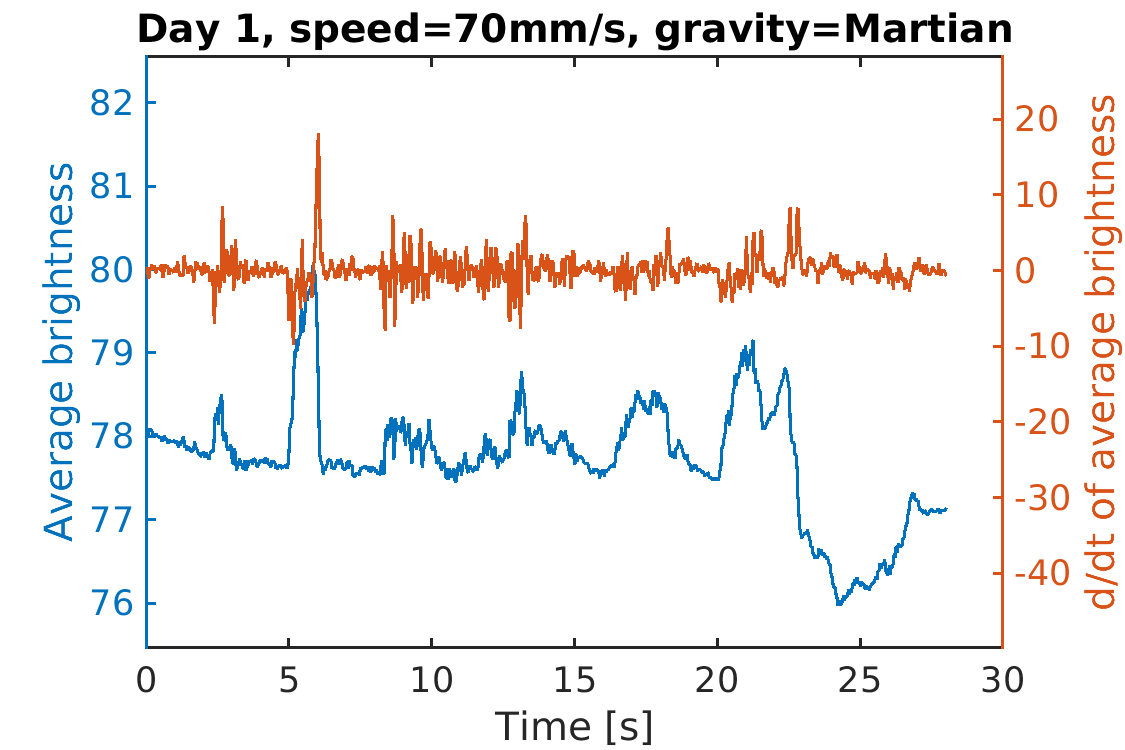 Day 1, speed=70mm/s, gravity=Martian
82
81
80
79
78
77
76
Average brightness
20
10
0
-10
-20
-30
-40
d/dt of average brightness
0 5 10 15 20 25 30
Time [s]